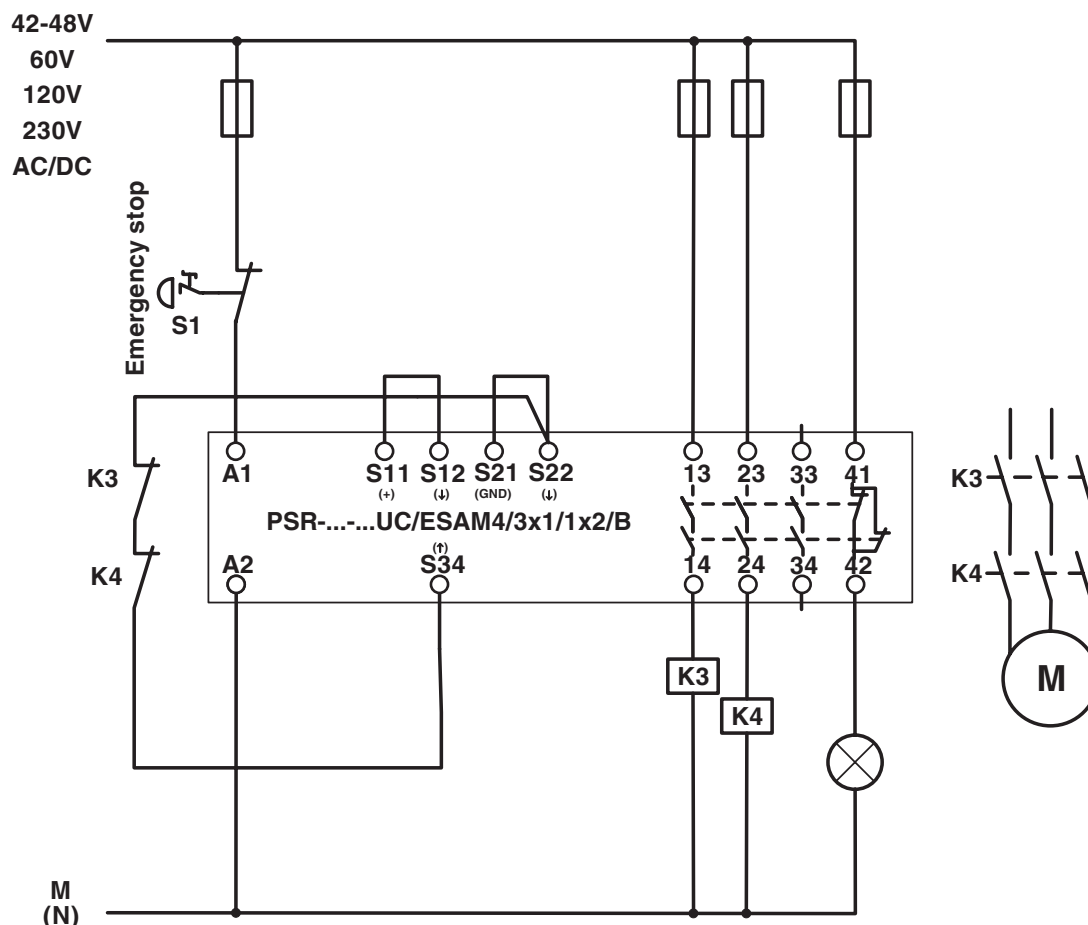 42-48V
60V
120V
230V
AC/DC
Emergency stop
S1
K3
K4
A1
S11
(+)
S12
(↓)
S21
(GND)
S22
(↓)
13
23
33
41
PSR-...-...UC/ESAM4/3x1/1x2/B
A2
(↑)
S34
14
24
34
42
K3
K4
K3
K4
M
M
(N)